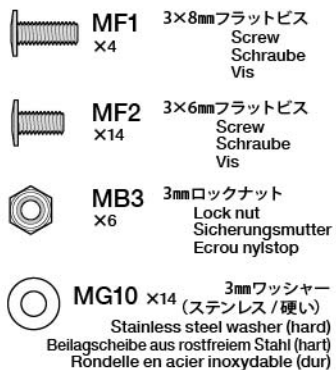 MF1 3×8㎜フラットビス
×4 Screw
Schraube
Vis
MF2 3×6㎜フラットビス
×14 Screw
Schraube
Vis
MB3 3㎜ロックナット
×6 Lock nut
Sicherungsmutter
Ecrou nylstop
MG10 ×14 3㎜ワッシャー
(ステンレス / 硬い)
Stainless steel washer (hard)
Beilagscheibe aus rostfreiem Stahl (hart)
Rondelle en acier inoxydable (dur)